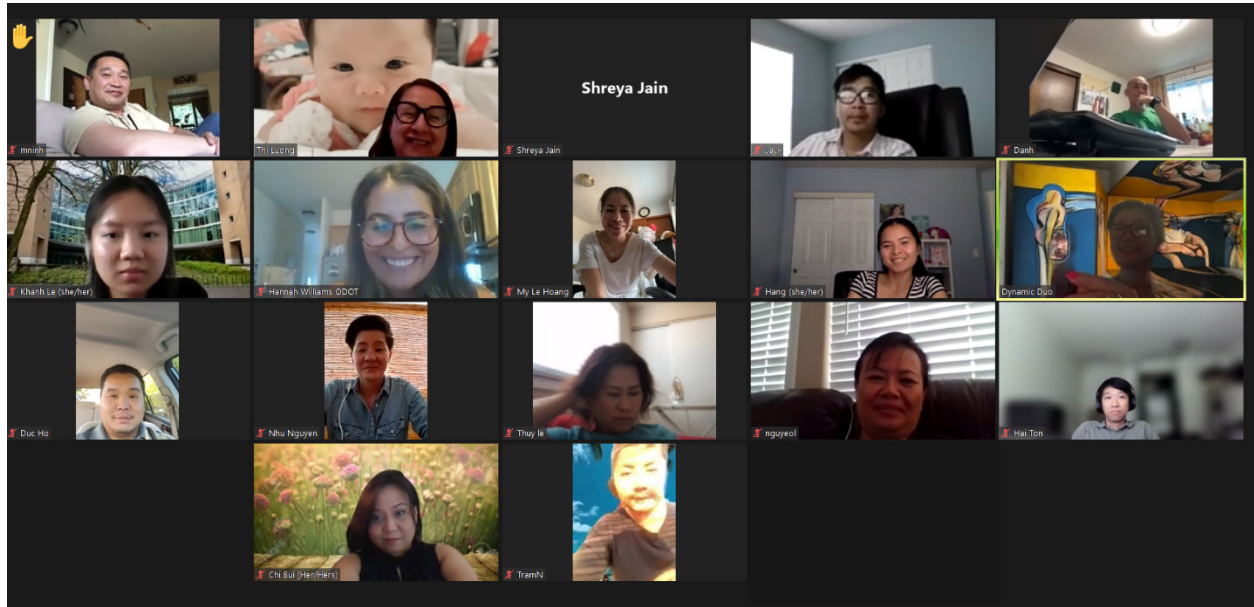 mninh
Thi Luong
Shreya Jain
Shreya Jain
Danh
Khanh Le (she/her)
Hannah Williams ODOT
My Le Hoang
Hang (she/her)
Dynamic Duo
Duc Ho
Nhu Nguyen
Thuy le
nguyeol
Hai Ton
Chi Bui (Her/Hers)
TramN